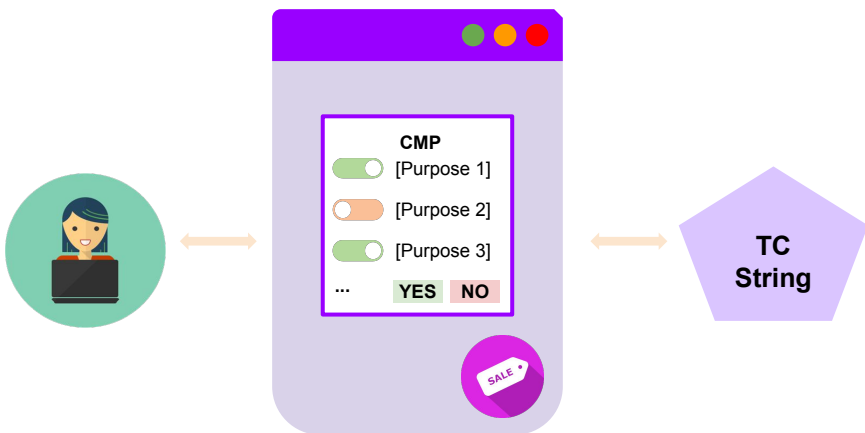 CMP
[Purpose 1]
[Purpose 2]
[Purpose 3]
... YES NO
TC
String
SALE